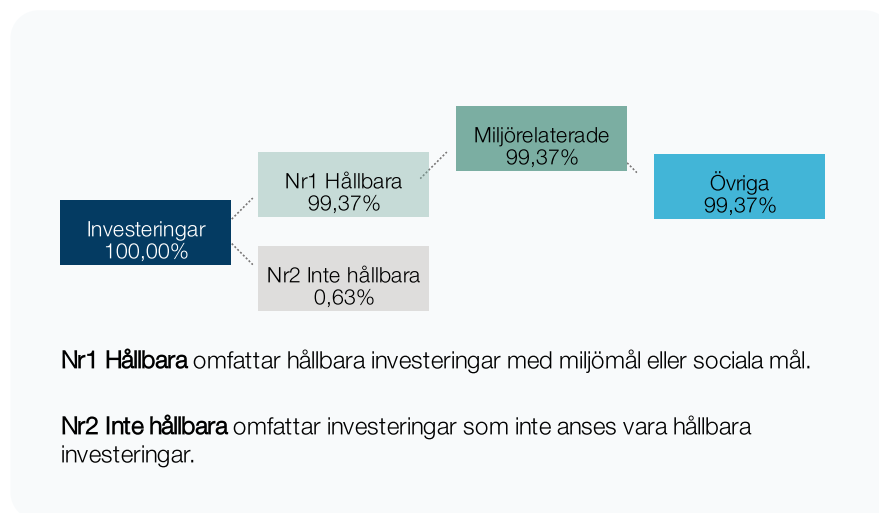 Miljörelaterade
99,37%
Nr1 Hållbara
99,37%
Övriga
99,37%
Investeringar
100,00%
Nr2 Inte hållbara
0,63%
Nr1 Hållbara omfattar hållbara investeringar med miljömål eller sociala mål.
Nr2 Inte hållbara omfattar investeringar som inte anses vara hållbara
investeringar.